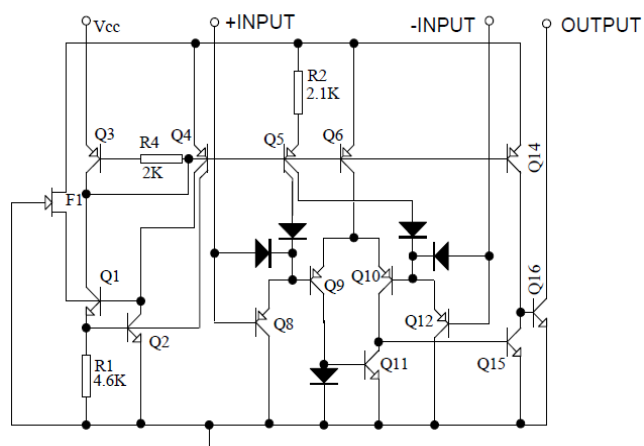 Vcc
+INPUT
-INPUT
OUTPUT
R2
2.1K
Q3
R4
2K
Q4
Q5
Q6
Q14
F1
Q1
Q2
Q8
Q9
Q10
Q12
Q16
R1
4.6K
Q11
Q15